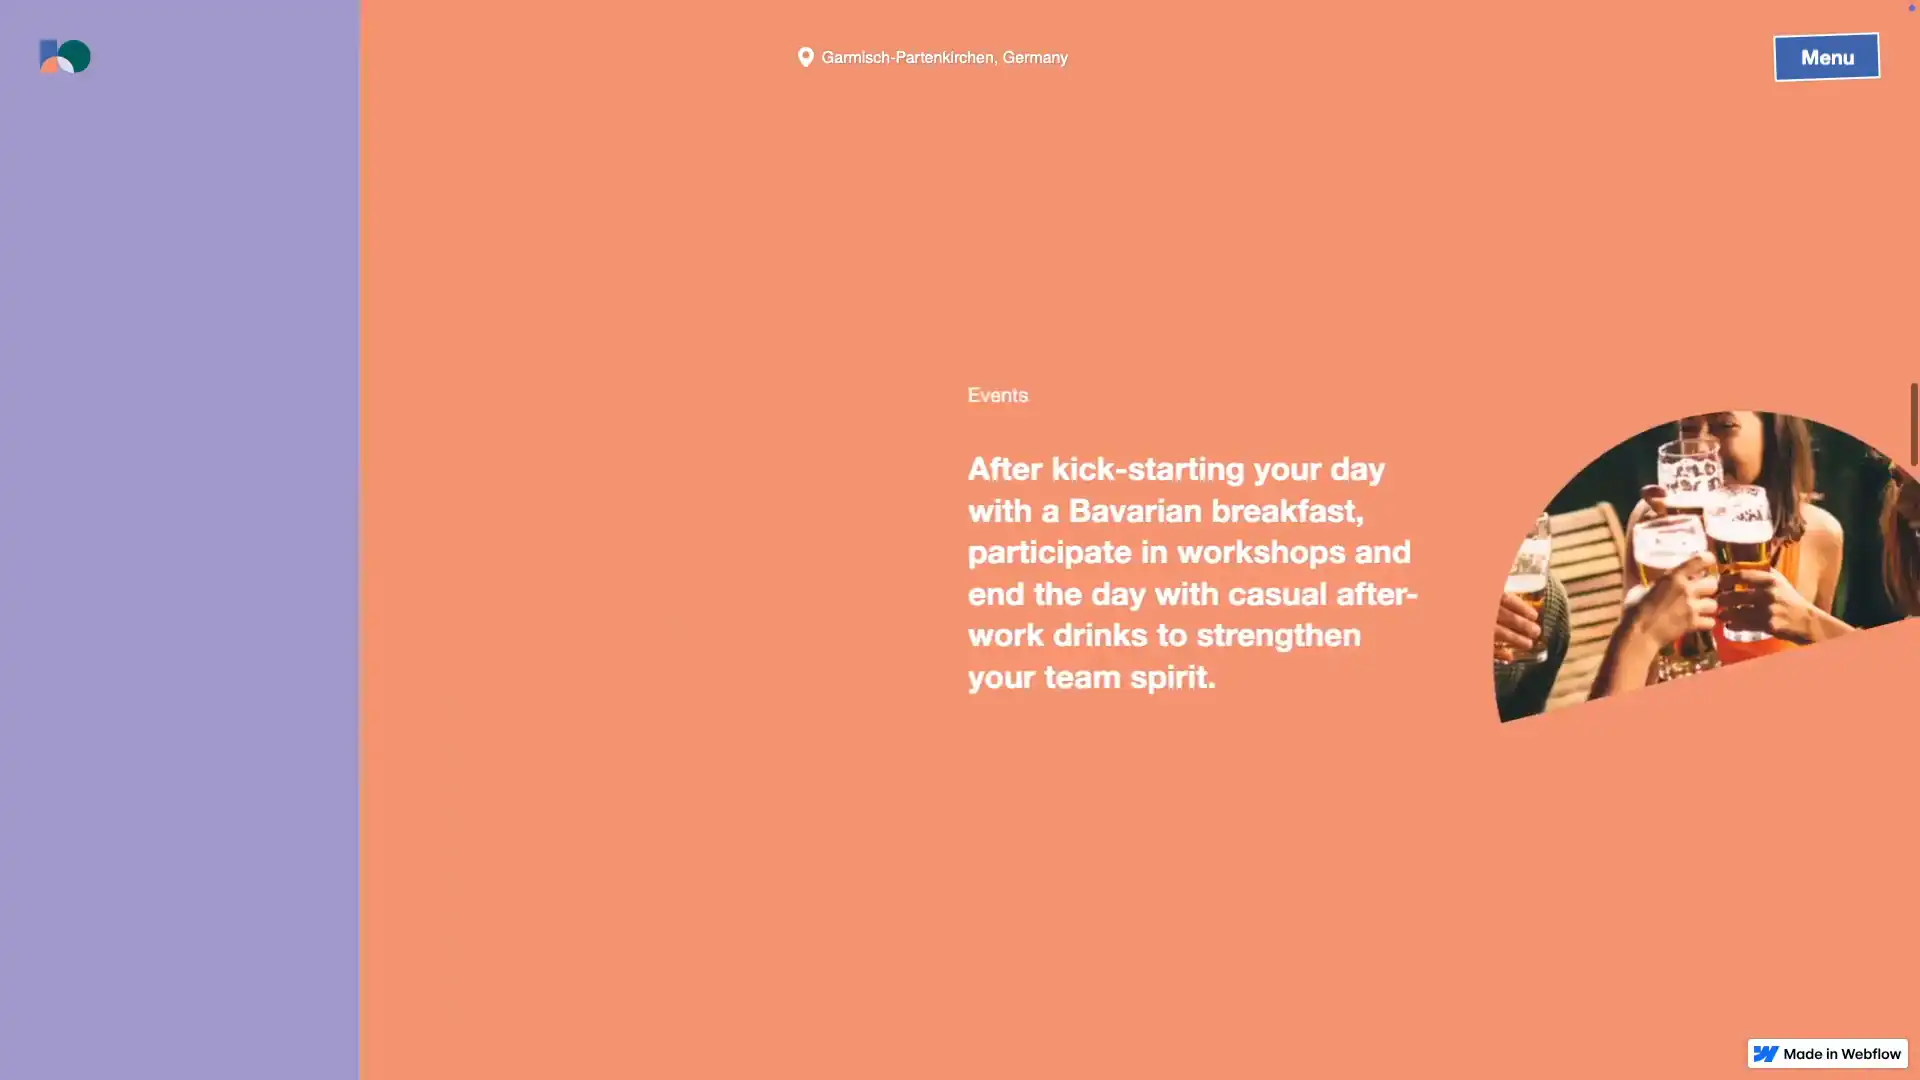 Garmisch-Partenkirchen, Germany
Menu
Events
After kick-starting your day
with a Bavarian breakfast,
participate in workshops and
end the day with casual after-
work drinks to strengthen
your team spirit.
Made in Webflow